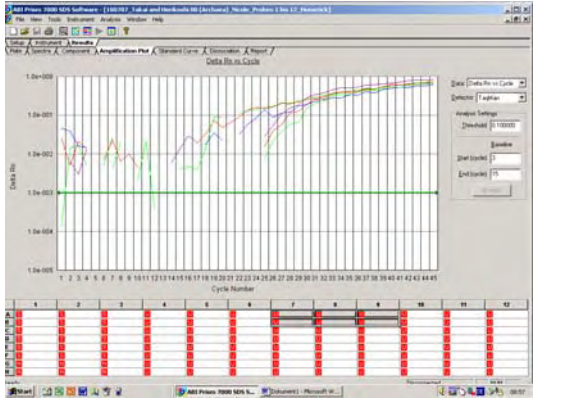 ABI Prism 7000 SDS Software -
File View Tools Instrument Analysis Window Help
Setup Instrument Results
Plate Spectra Component Amplification Plot Standard Curve Dissociation Report
Delta Rn vs Cycle
Data: Delta Rn vs Cycle
Detector: TaqMan
Analysis Settings
Threshold: 0.100000
Baseline
Start (cycle): 3
End (cycle): 15
Delta Rn
1.0e+000
1.0e-001
1.0e-002
1.0e-003
1.0e-004
1.0e-005
1 2 3 4 5 6 7 8 9 10 11 12 13 14 15 16 17 18 19 20 21 22 23 24 25 26 27 28 29 30 31 32 33 34 35 36 37 38 39 40 41 42 43 44 45
Cycle Number
1 2 3 4 5 6 7 8 9 10 11 12
A
B
C
D
E
F
G
H
Start ABI Prism 7000 SDS S... Dokument1 - Microsoft W...